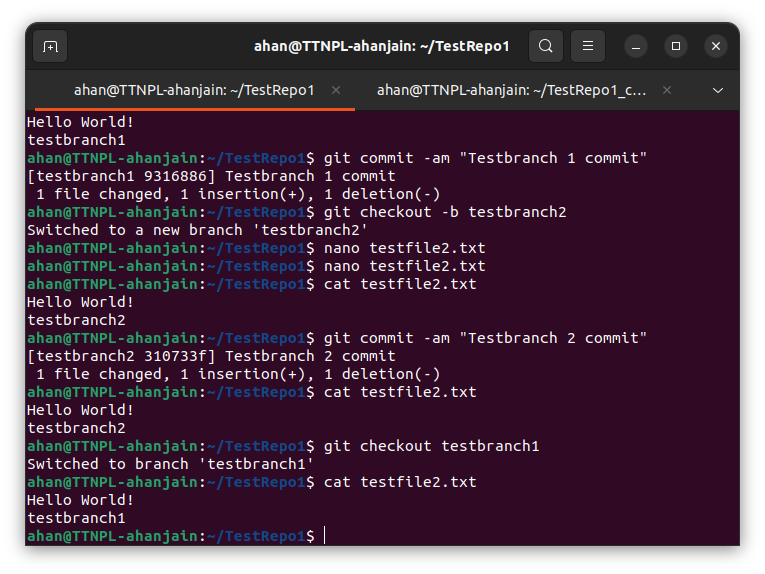 ahan@TTNPL-ahanjain: ~/TestRepo1
ahan@TTNPL-ahanjain: ~/TestRepo1
ahan@TTNPL-ahanjain: ~/TestRepo1_c...
Hello World!
testbranch1
ahan@TTNPL-ahanjain:~/TestRepo1$ git commit -am "Testbranch 1 commit"
[testbranch1 9316886] Testbranch 1 commit
 1 file changed, 1 insertion(+), 1 deletion(-)
ahan@TTNPL-ahanjain:~/TestRepo1$ git checkout -b testbranch2
Switched to a new branch 'testbranch2'
ahan@TTNPL-ahanjain:~/TestRepo1$ nano testfile2.txt
ahan@TTNPL-ahanjain:~/TestRepo1$ nano testfile2.txt
ahan@TTNPL-ahanjain:~/TestRepo1$ cat testfile2.txt
Hello World!
testbranch2
ahan@TTNPL-ahanjain:~/TestRepo1$ git commit -am "Testbranch 2 commit"
[testbranch2 310733f] Testbranch 2 commit
 1 file changed, 1 insertion(+), 1 deletion(-)
ahan@TTNPL-ahanjain:~/TestRepo1$ cat testfile2.txt
Hello World!
testbranch2
ahan@TTNPL-ahanjain:~/TestRepo1$ git checkout testbranch1
Switched to branch 'testbranch1'
ahan@TTNPL-ahanjain:~/TestRepo1$ cat testfile2.txt
Hello World!
testbranch1
ahan@TTNPL-ahanjain:~/TestRepo1$